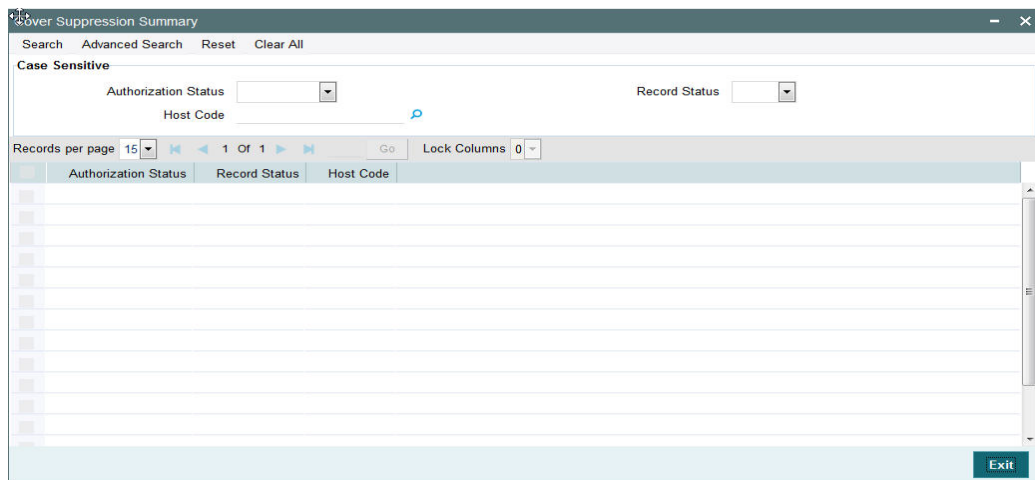 Cover Suppression Summary
Search Advanced Search Reset Clear All
Case Sensitive
Authorization Status Record Status
Host Code
Records per page 15 1 Of 1 Go Lock Columns 0
Authorization Status Record Status Host Code
Exit